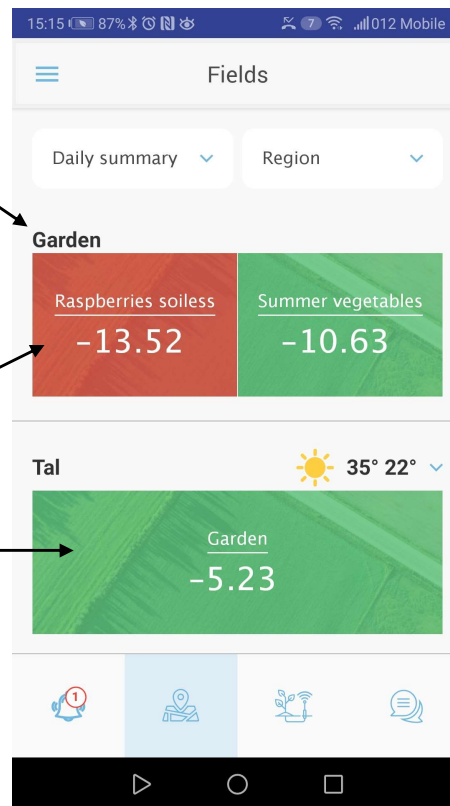 15:15 87% 7 012 Mobile
Fields
Daily summary Region
Garden
Raspberries soiless Summer vegetables
-13.52 -10.63
Tal 35° 22°
Garden
-5.23
1